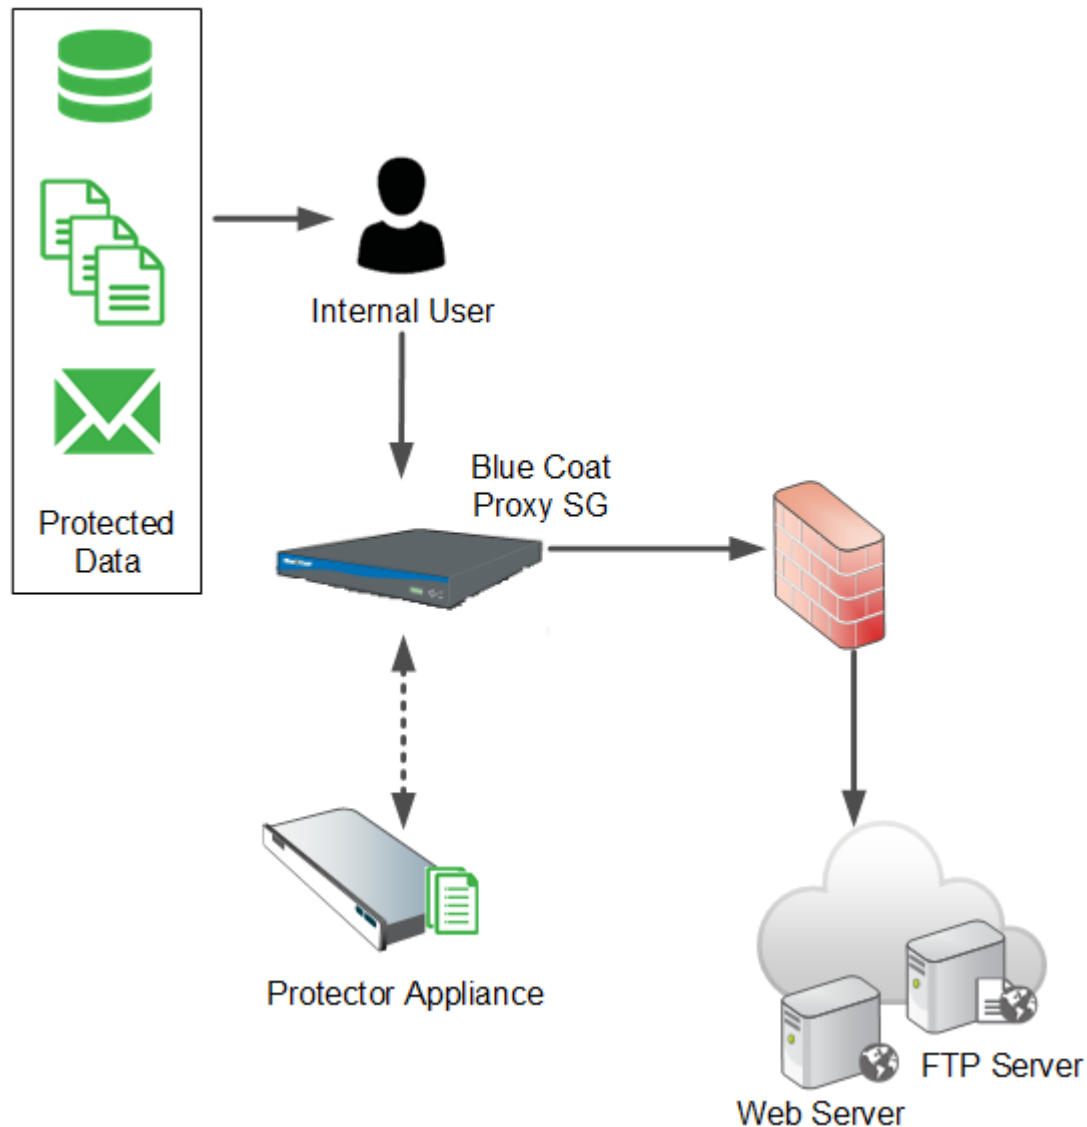 Internal User
Blue Coat
Proxy SG
Protected
Data
Protector Appliance
FTP Server
Web Server